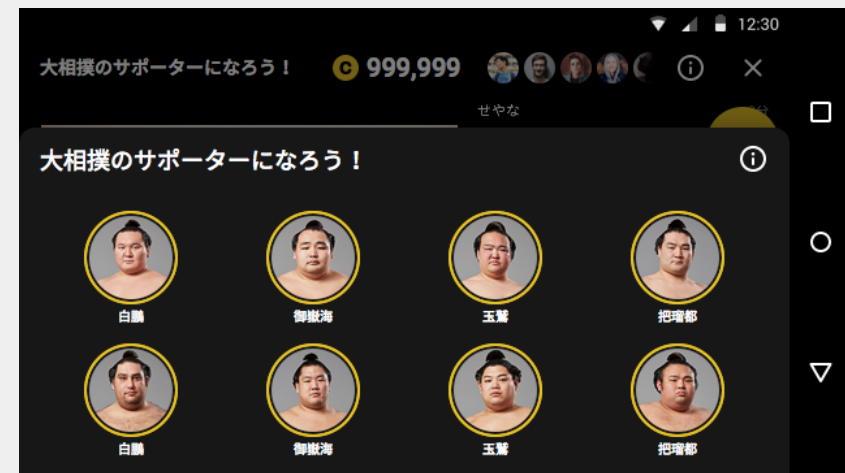 12:30
大相撲のサポーターになろう！ C 999,999
せやな
大相撲のサポーターになろう！
白鵬 御嶽海 玉鷲 把瑠都
白鵬 御嶽海 玉鷲 把瑠都